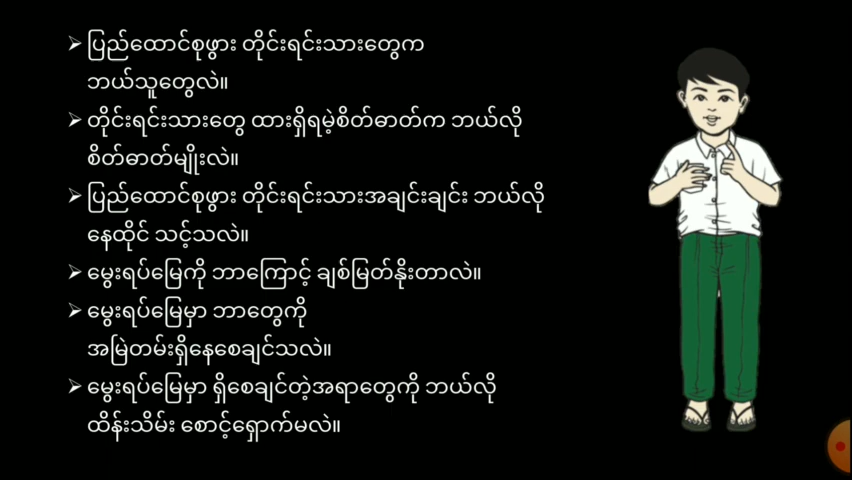 ➢ ပြည်ထောင်စုဖွား တိုင်းရင်းသားတွေက
ဘယ်သူတွေလဲ။
➢ တိုင်းရင်းသားတွေ ထားရှိရမဲ့စိတ်ဓာတ်က ဘယ်လို
စိတ်ဓာတ်မျိုးလဲ။
➢ ပြည်ထောင်စုဖွား တိုင်းရင်းသားအချင်းချင်း ဘယ်လို
နေထိုင် သင့်သလဲ။
➢ မွေးရပ်မြေကို ဘာကြောင့် ချစ်မြတ်နိုးတာလဲ။
➢ မွေးရပ်မြေမှာ ဘာတွေကို
အမြဲတမ်းရှိနေစေချင်သလဲ။
➢ မွေးရပ်မြေမှာ ရှိစေချင်တဲ့အရာတွေကို ဘယ်လို
ထိန်းသိမ်း စောင့်ရှောက်မလဲ။